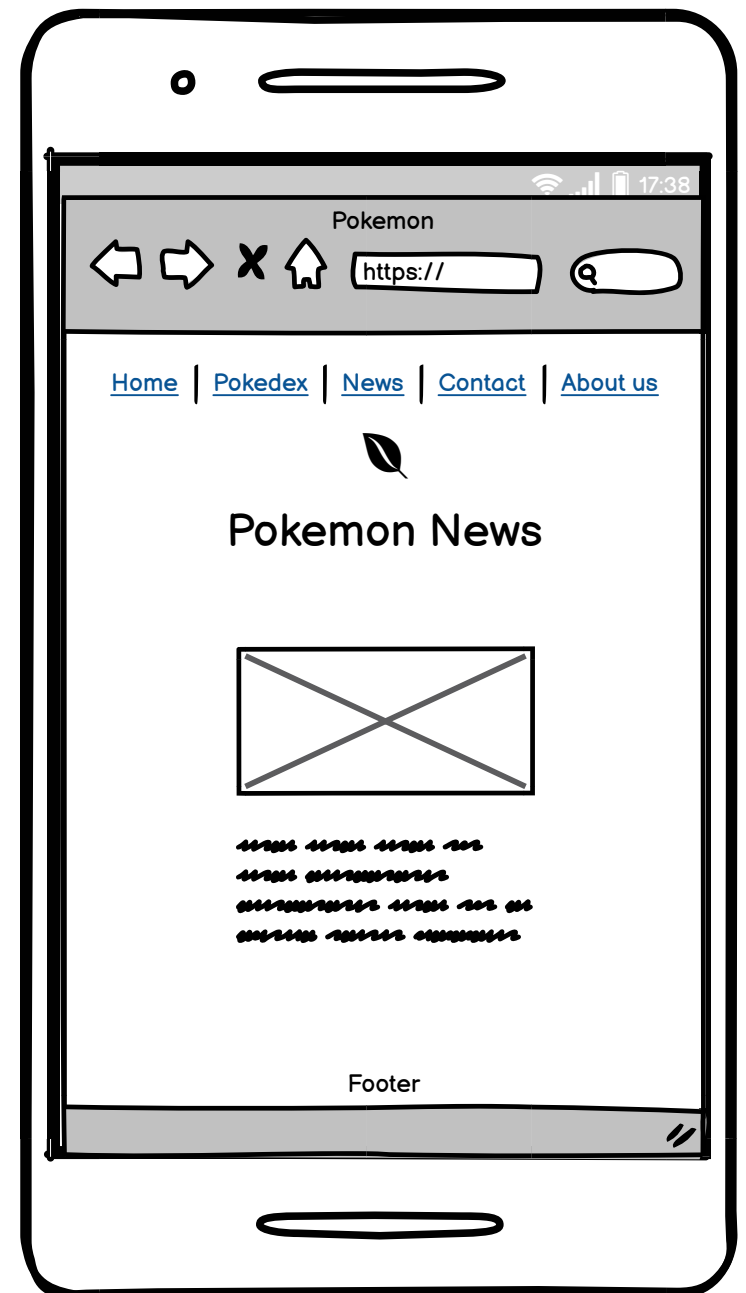 17:38
Pokemon
https://
Home | Pokedex | News | Contact | About us
Pokemon News
Footer